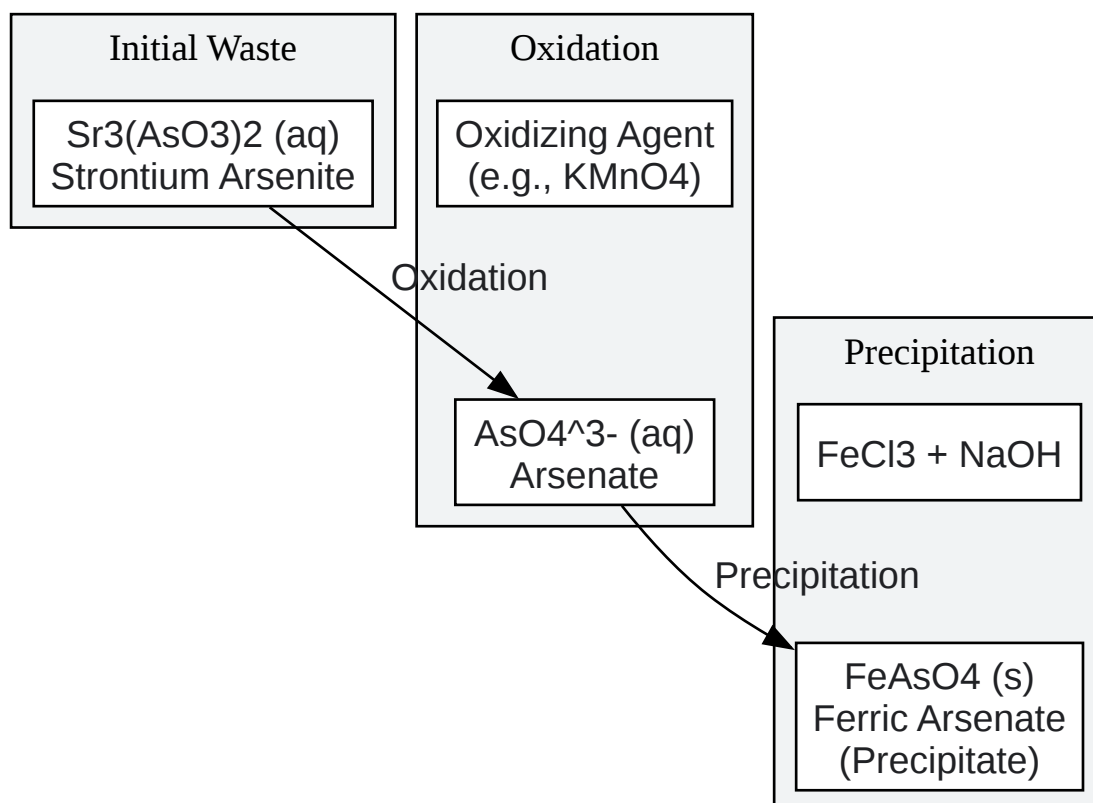 Initial Waste
Sr3(AsO3)2 (aq)
Strontium Arsenite
Oxidation
Oxidizing Agent
(e.g., KMnO4)
Oxidation
AsO4^3- (aq)
Arsenate
Precipitation
FeCl3 + NaOH
Precipitation
FeAsO4 (s)
Ferric Arsenate
(Precipitate)